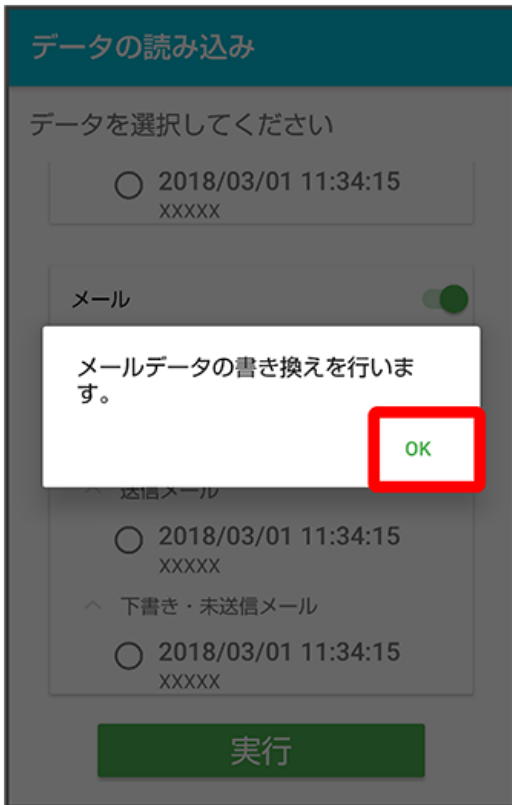 データの読み込み
データを選択してください
2018/03/01 11:34:15
XXXXX
メール
メールデータの書き換えを行いま
す。
OK
送信メール
2018/03/01 11:34:15
XXXXX
下書き・未送信メール
2018/03/01 11:34:15
XXXXX
実行